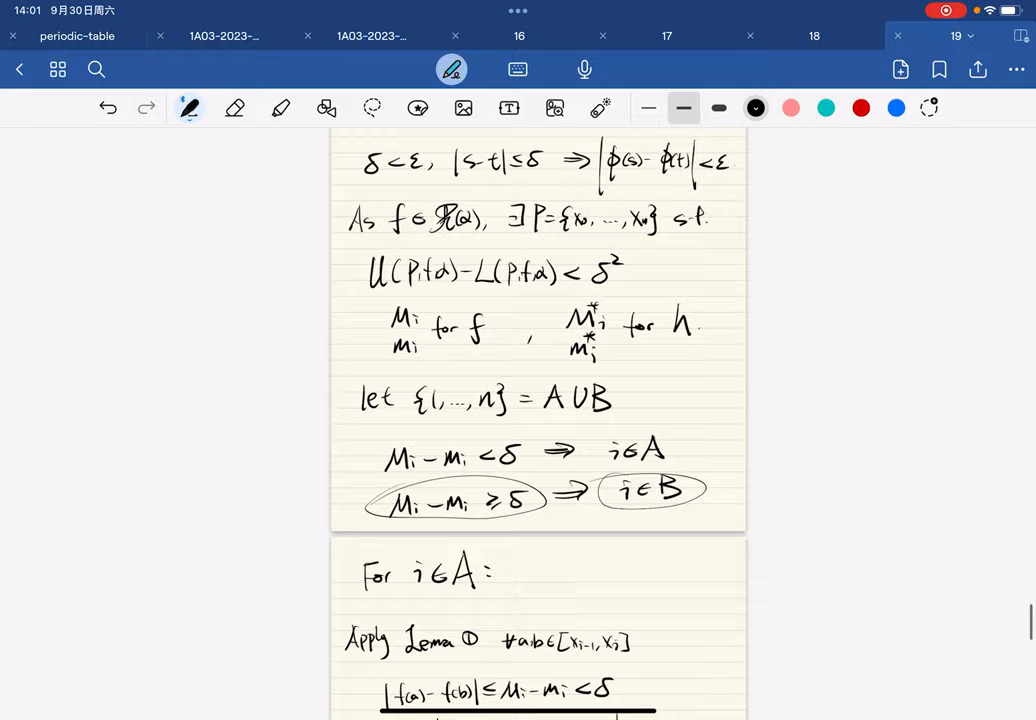 14:01 9月30日周六
periodic-table
1A03-2023-...
1A03-2023-...
16
17
18
19
δ < ε, |s-t| ≤ δ ⇒ |ϕ(s) - ϕ(t)| < ε
As f ∈ ℛ(α), ∃ P = {x₀, ..., xₙ} s.t.
U(P,f,α) - L(P,f,α) < δ²
Mi mi for f , M*i m*i for h.
let {1, ..., n} = A ∪ B
Mi - mi < δ ⇒ i ∈ A
Mi - mi ≥ δ ⇒ i ∈ B
For i ∈ A :
Apply Lema ① ∀a,b ∈ [xi-1, xi]
|f(a) - f(b)| ≤ Mi - mi < δ